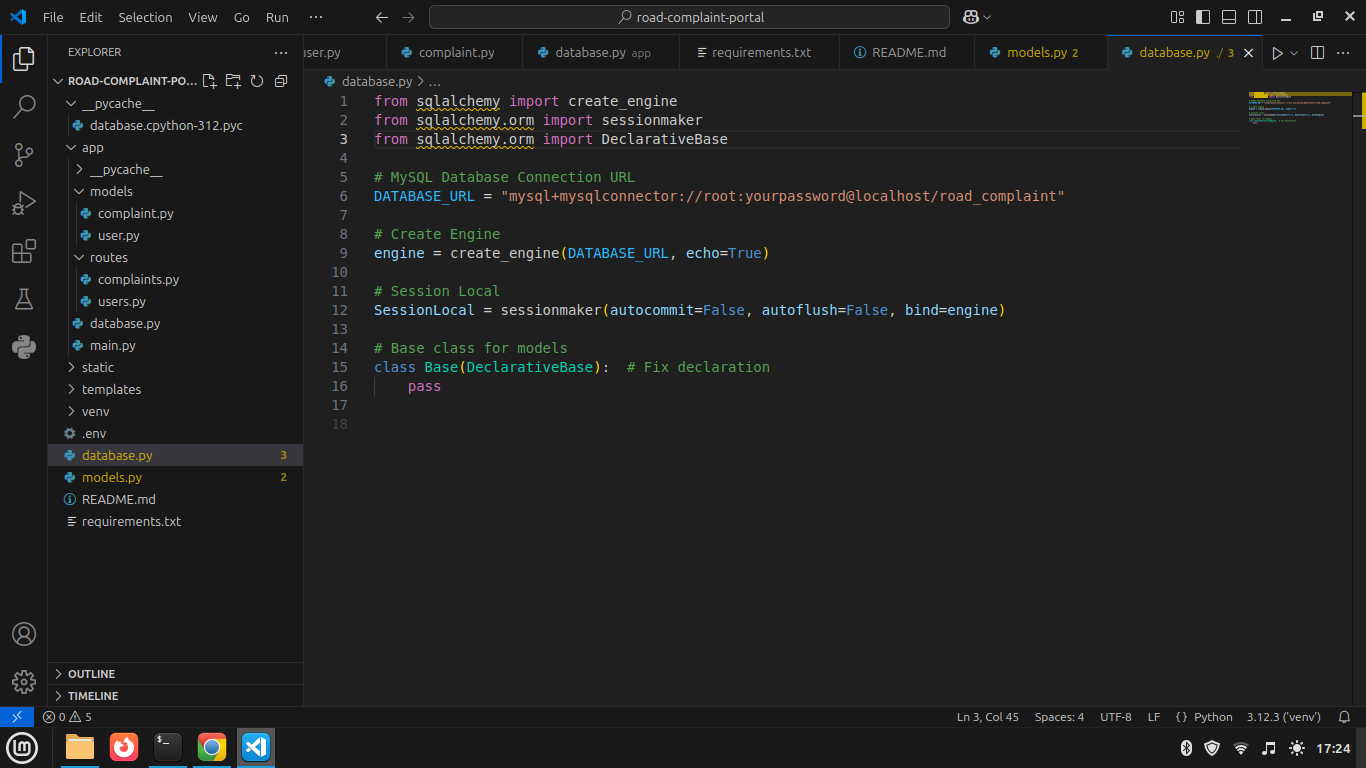 File Edit Selection View Go Run ··· road-complaint-portal
EXPLORER
user.py complaint.py database.py app requirements.txt README.md models.py 2 database.py ./ 3
ROAD-COMPLAINT-PO...
database.py > ...
__pycache__
database.cpython-312.pyc
app
__pycache__
models
complaint.py
user.py
routes
complaints.py
users.py
database.py
main.py
static
templates
venv
.env
database.py 3
models.py 2
README.md
requirements.txt
OUTLINE
TIMELINE
1 from sqlalchemy import create_engine
2 from sqlalchemy.orm import sessionmaker
3 from sqlalchemy.orm import DeclarativeBase
4
5 # MySQL Database Connection URL
6 DATABASE_URL = "mysql+mysqlconnector://root:yourpassword@localhost/road_complaint"
7
8 # Create Engine
9 engine = create_engine(DATABASE_URL, echo=True)
10
11 # Session Local
12 SessionLocal = sessionmaker(autocommit=False, autoflush=False, bind=engine)
13
14 # Base class for models
15 class Base(DeclarativeBase):  # Fix declaration
16     pass
17
18
0 5 Ln 3, Col 45 Spaces: 4 UTF-8 LF {} Python 3.12.3 ('venv')
17:24